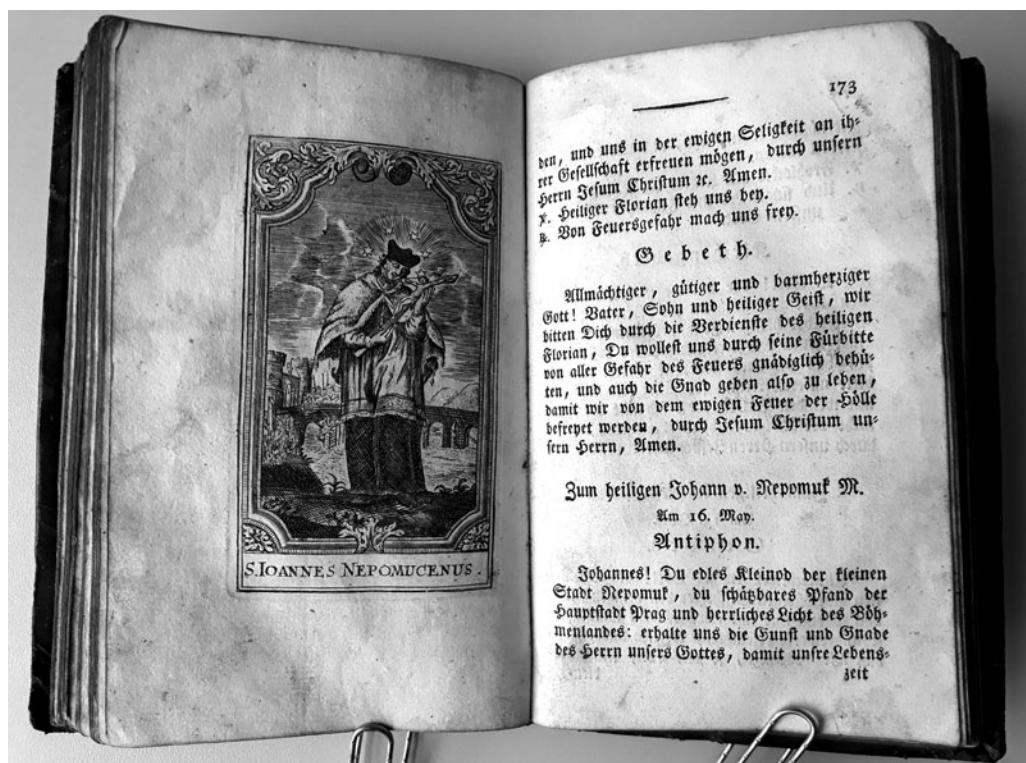 S. IOANNES NEPOMUCENUS.
173
den, und uns in der ewigen Seligkeit an ih-
rer Gesellschaft erfreuen mögen, durch unsern
Herrn Jesum Christum ꝛc. Amen.
℣. Heiliger Florian steh uns bey.
℟. Von Feuersgefahr mach uns frey.
Gebeth.
Allmächtiger, gütiger und barmherziger
Gott! Vater, Sohn und heiliger Geist, wir
bitten Dich durch die Verdienste des heiligen
Florian, Du wollest uns durch seine Fürbitte
von aller Gefahr des Feuers gnädiglich behü-
ten, und auch die Gnad geben also zu leben,
damit wir von dem ewigen Feuer der Hölle
befreyet werden, durch Jesum Christum un-
sern Herrn, Amen.
Zum heiligen Johann v. Nepomuk M.
Am 16. May.
Antiphon.
Johannes! Du edles Kleinod der kleinen
Stadt Nepomuk, du schätzbares Pfand der
Hauptstadt Prag und herrliches Licht des Böh-
menlandes: erhalte uns die Gunst und Gnade
des Herrn unsers Gottes, damit unsre Lebens-
zeit